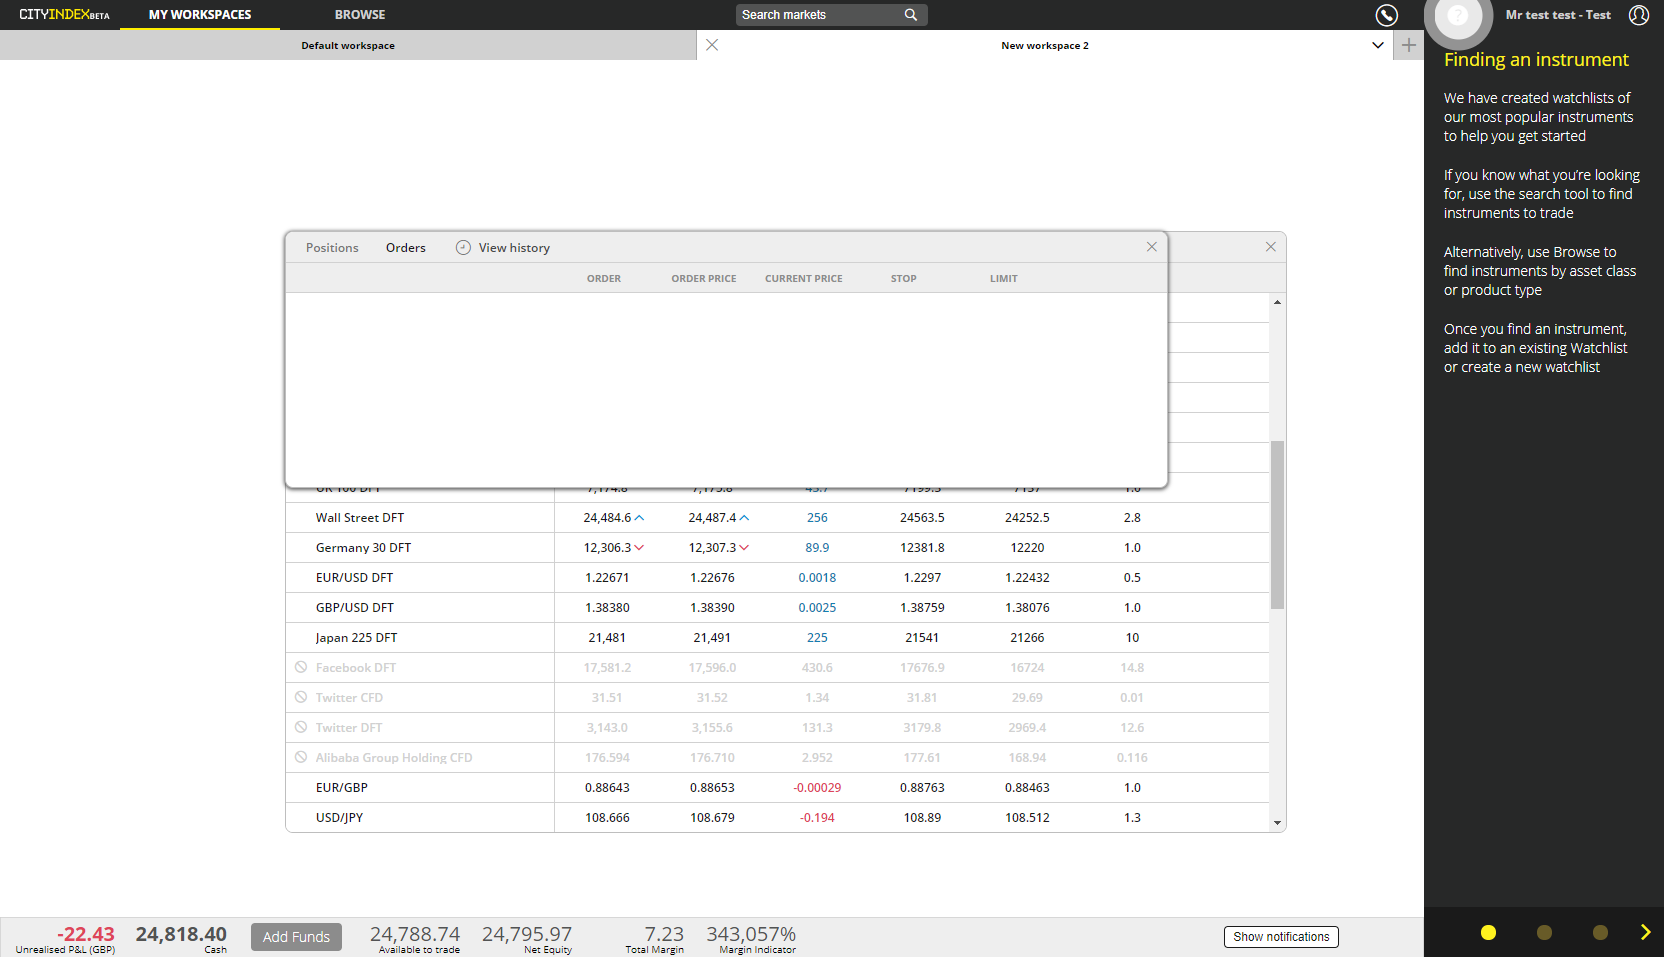 CITYINDEXBETA MY WORKSPACES BROWSE Search markets Mr test test - Test
Default workspace New workspace 2
Finding an instrument
We have created watchlists of
our most popular instruments
to help you get started
If you know what you're looking
for, use the search tool to find
instruments to trade
Alternatively, use Browse to
find instruments by asset class
or product type
Once you find an instrument,
add it to an existing Watchlist
or create a new watchlist
Positions Orders View history
ORDER ORDER PRICE CURRENT PRICE STOP LIMIT
Wall Street DFT 24,484.6 24,487.4 256 24563.5 24252.5 2.8
Germany 30 DFT 12,306.3 12,307.3 89.9 12381.8 12220 1.0
EUR/USD DFT 1.22671 1.22676 0.0018 1.2297 1.22432 0.5
GBP/USD DFT 1.38380 1.38390 0.0025 1.38759 1.38076 1.0
Japan 225 DFT 21,481 21,491 225 21541 21266 10
Facebook DFT 17,581.2 17,596.0 430.6 17676.9 16724 14.8
Twitter CFD 31.51 31.52 1.34 31.81 29.69 0.01
Twitter DFT 3,143.0 3,155.6 131.3 3179.8 2969.4 12.6
Alibaba Group Holding CFD 176.594 176.710 2.952 177.61 168.94 0.116
EUR/GBP 0.88643 0.88653 -0.00029 0.88763 0.88463 1.0
USD/JPY 108.666 108.679 -0.194 108.89 108.512 1.3
-22.43 24,818.40 Add Funds 24,788.74 24,795.97 7.23 343,057% Show notifications
Unrealised P&L (GBP) Cash Available to trade Net Equity Total Margin Margin Indicator